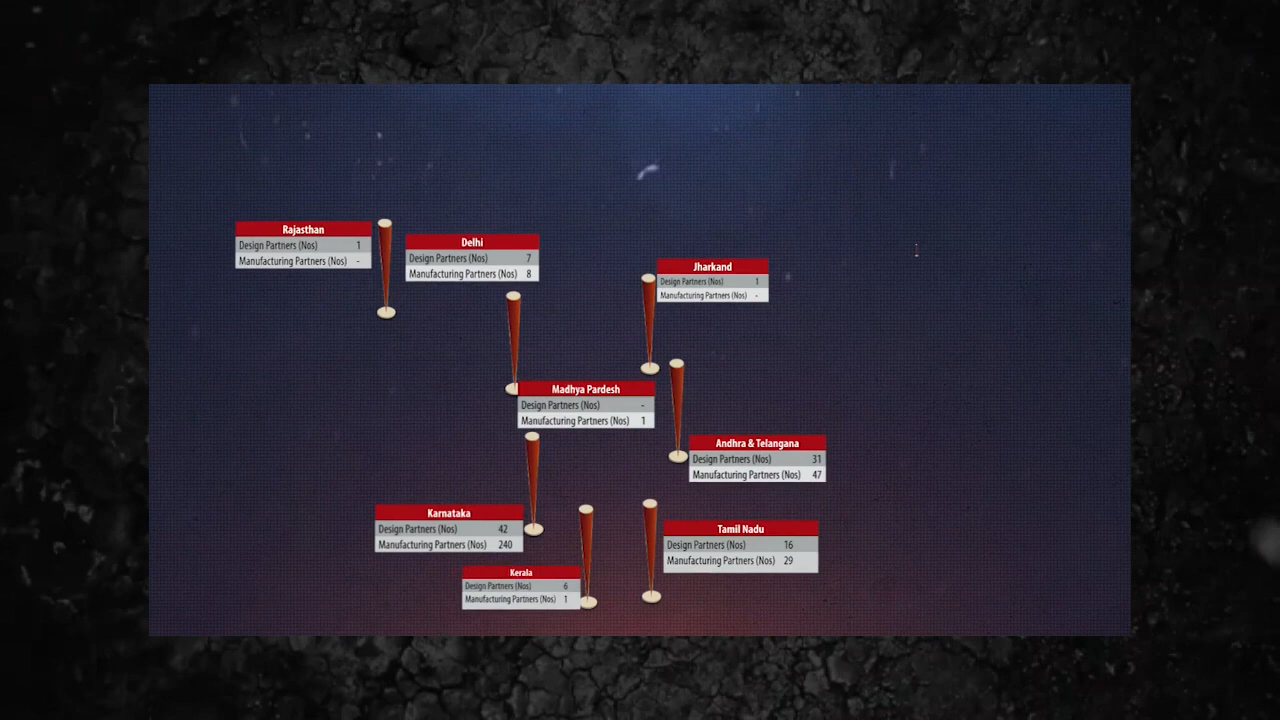 Rajasthan
Design Partners (Nos) 1
Manufacturing Partners (Nos) -
Delhi
Design Partners (Nos) 7
Manufacturing Partners (Nos) 8
Jharkand
Design Partners (Nos) 1
Manufacturing Partners (Nos) -
Madhya Pardesh
Design Partners (Nos) -
Manufacturing Partners (Nos) 1
Andhra & Telangana
Design Partners (Nos) 31
Manufacturing Partners (Nos) 47
Karnataka
Design Partners (Nos) 42
Manufacturing Partners (Nos) 240
Tamil Nadu
Design Partners (Nos) 16
Manufacturing Partners (Nos) 29
Kerala
Design Partners (Nos) 6
Manufacturing Partners (Nos) 1